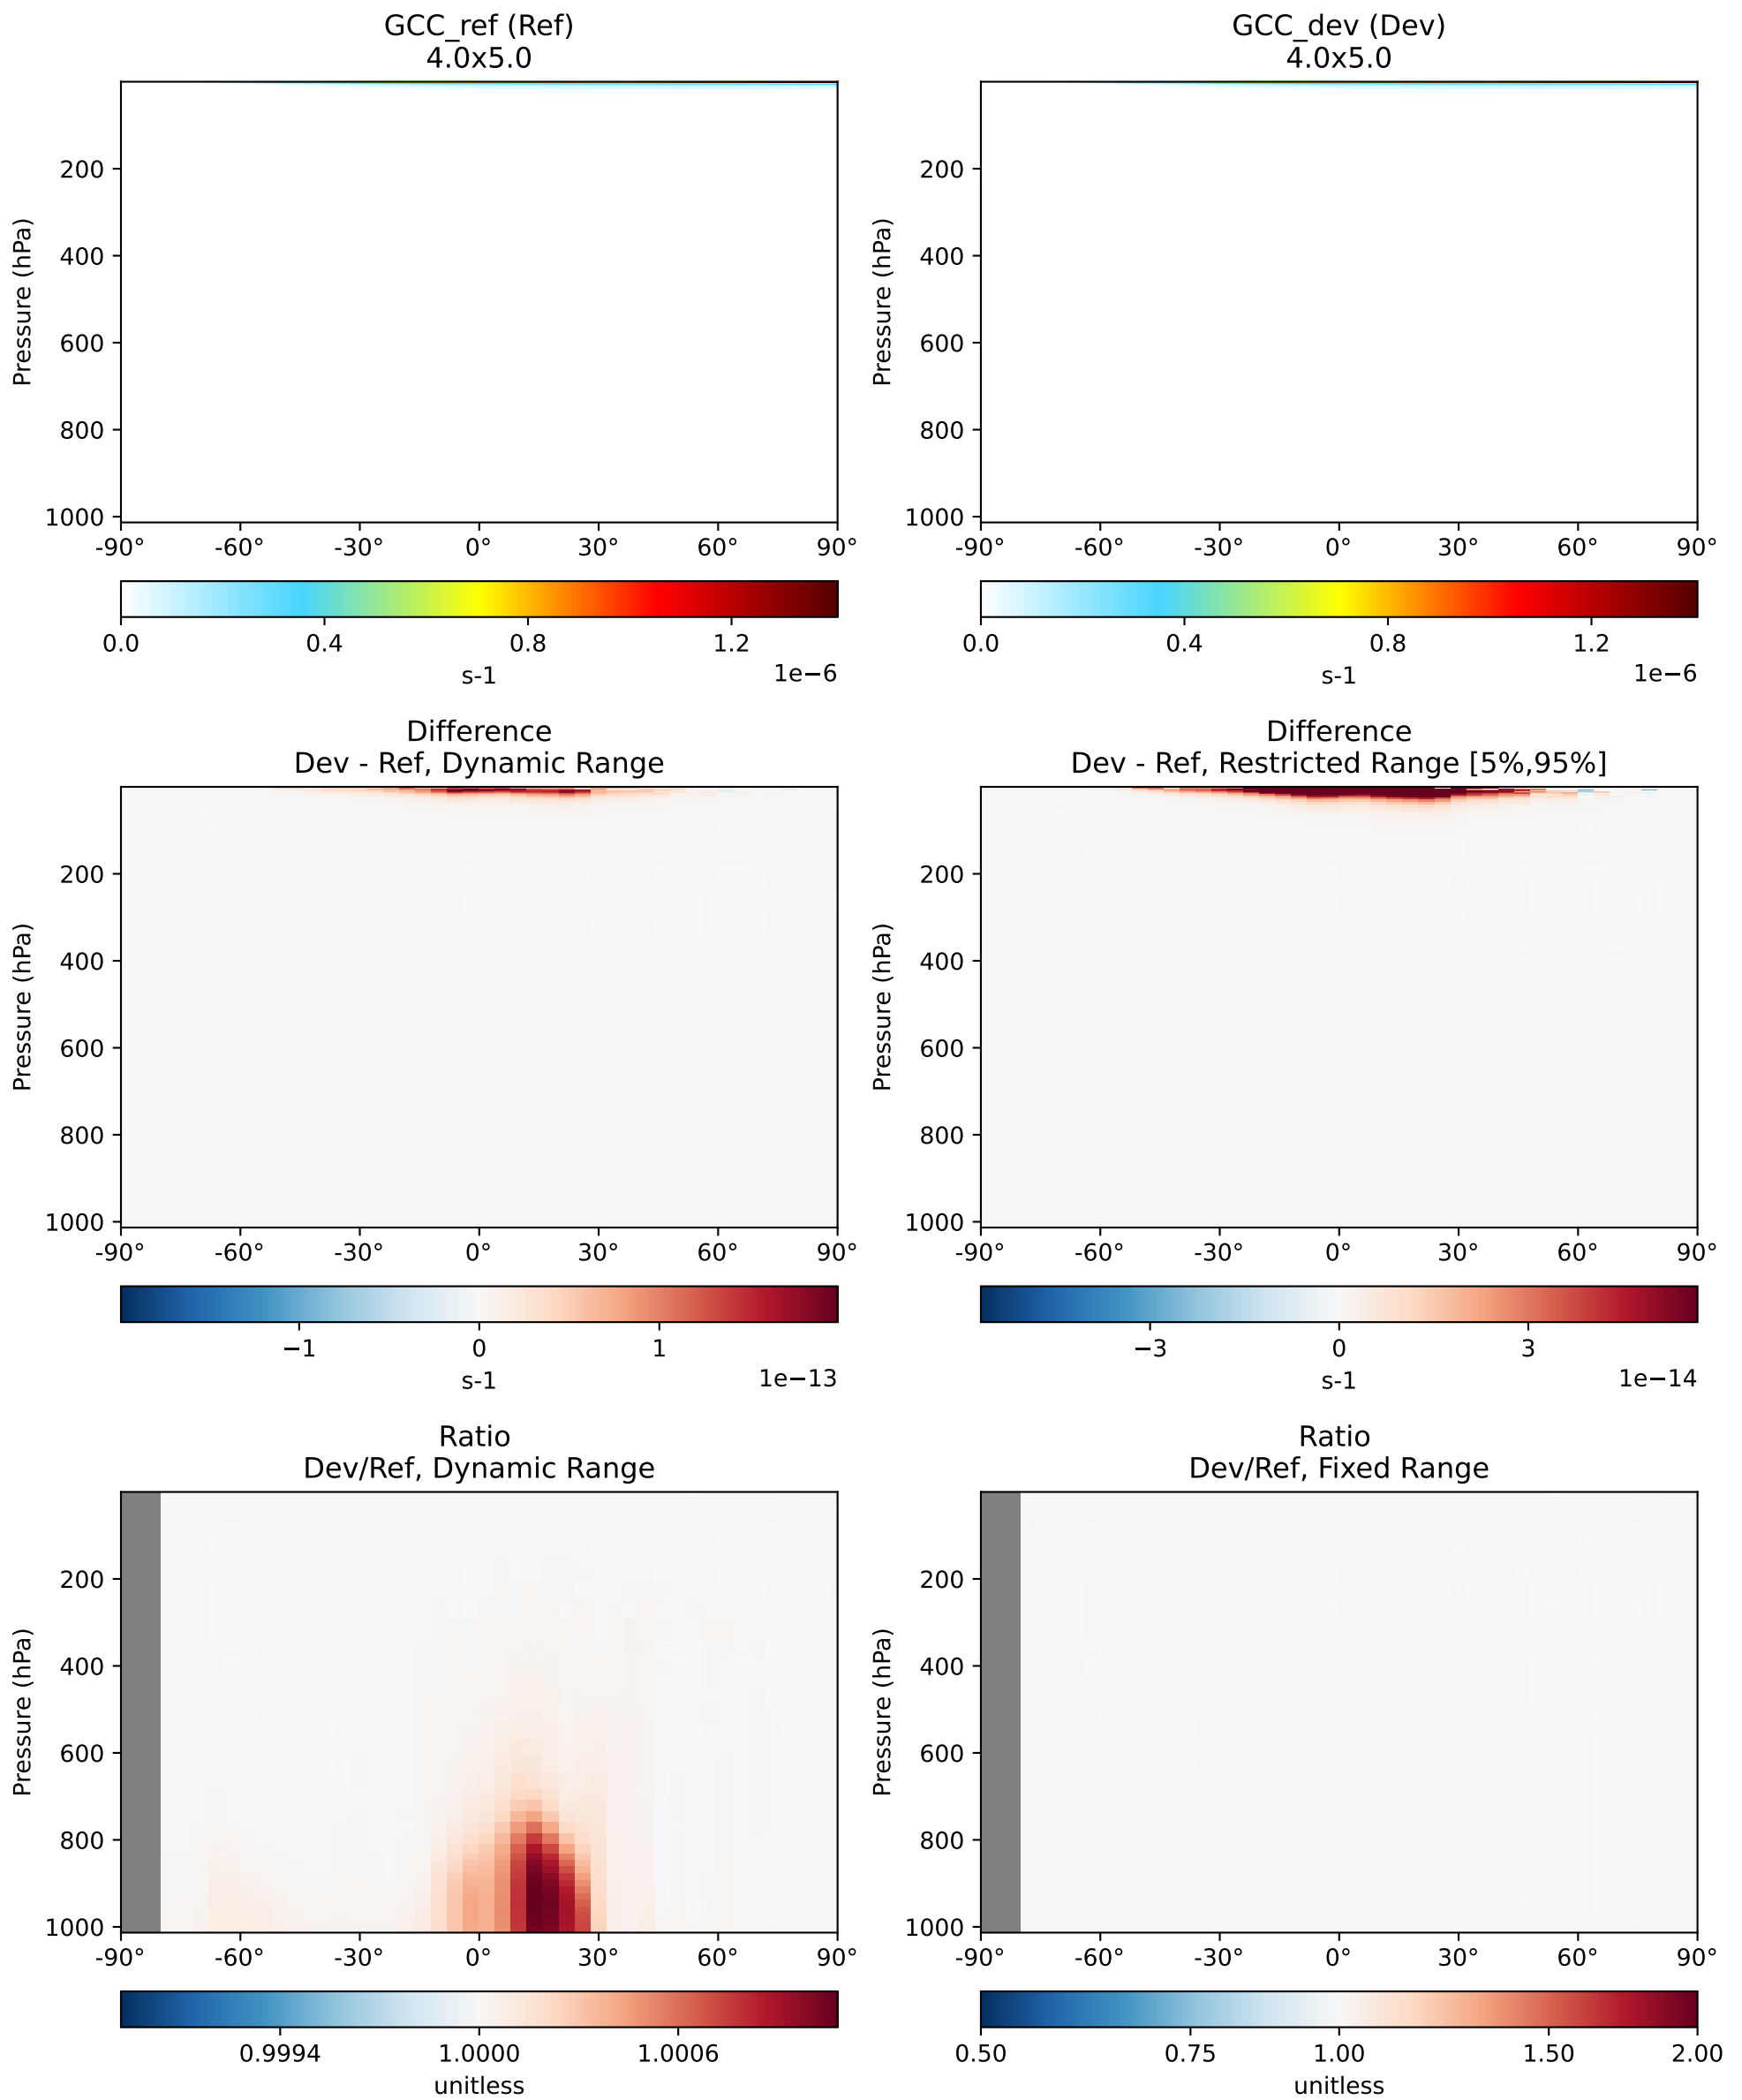 GCC_ref (Ref)
4.0x5.0
Pressure (hPa)
200
400
600
800
1000
-90° -60° -30° 0° 30° 60° 90°
0.0 0.4 0.8 1.2
s-1 1e−6
GCC_dev (Dev)
4.0x5.0
Pressure (hPa)
200
400
600
800
1000
-90° -60° -30° 0° 30° 60° 90°
0.0 0.4 0.8 1.2
s-1 1e−6
Difference
Dev - Ref, Dynamic Range
Pressure (hPa)
200
400
600
800
1000
-90° -60° -30° 0° 30° 60° 90°
−1 0 1
s-1 1e−13
Difference
Dev - Ref, Restricted Range [5%,95%]
Pressure (hPa)
200
400
600
800
1000
-90° -60° -30° 0° 30° 60° 90°
−3 0 3
s-1 1e−14
Ratio
Dev/Ref, Dynamic Range
Pressure (hPa)
200
400
600
800
1000
-90° -60° -30° 0° 30° 60° 90°
0.9994 1.0000 1.0006
unitless
Ratio
Dev/Ref, Fixed Range
Pressure (hPa)
200
400
600
800
1000
-90° -60° -30° 0° 30° 60° 90°
0.50 0.75 1.00 1.50 2.00
unitless